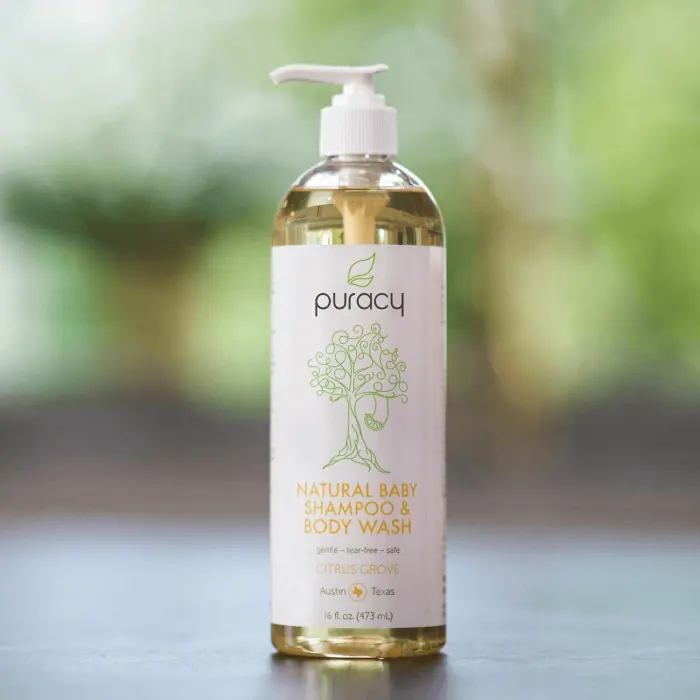 puracy
NATURAL BABY
SHAMPOO &
BODY WASH
gentle – tear-free – safe
CITRUS GROVE
Austin Texas
16 fl. oz. (473 mL)